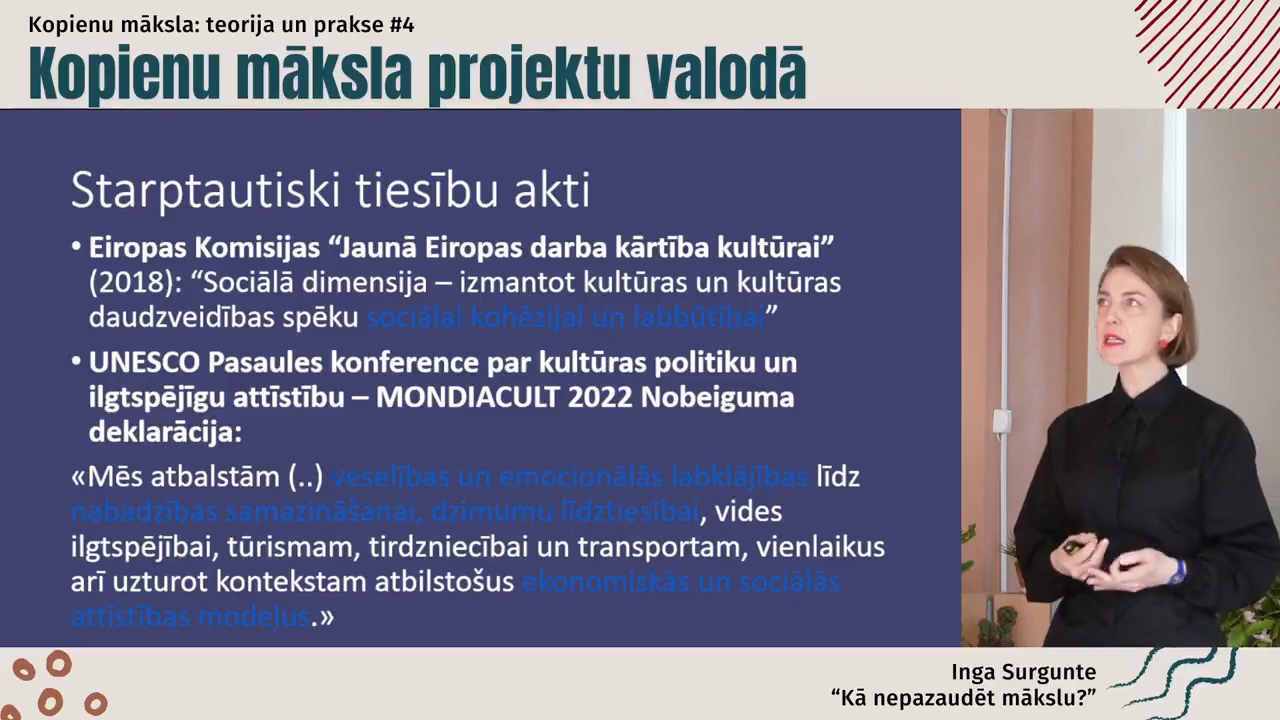 Kopienu māksla: teorija un prakse #4
Kopienu māksla projektu valodā
Starptautiski tiesību akti
• Eiropas Komisijas “Jaunā Eiropas darba kārtība kultūrai”
(2018): “Sociālā dimensija – izmantot kultūras un kultūras
daudzveidības spēku sociālai kohēzijai un labbūtībai”
• UNESCO Pasaules konference par kultūras politiku un
ilgtspējīgu attīstību – MONDIACULT 2022 Nobeiguma
deklarācija:
«Mēs atbalstām (..) veselības un emocionālās labklājības līdz
nabadzības samazināšanai, dzimumu līdztiesībai, vides
ilgtspējībai, tūrismam, tirdzniecībai un transportam, vienlaikus
arī uzturot kontekstam atbilstošus ekonomiskās un sociālās
attīstības modeļus.»
Inga Surgunte
“Kā nepazaudēt mākslu?”